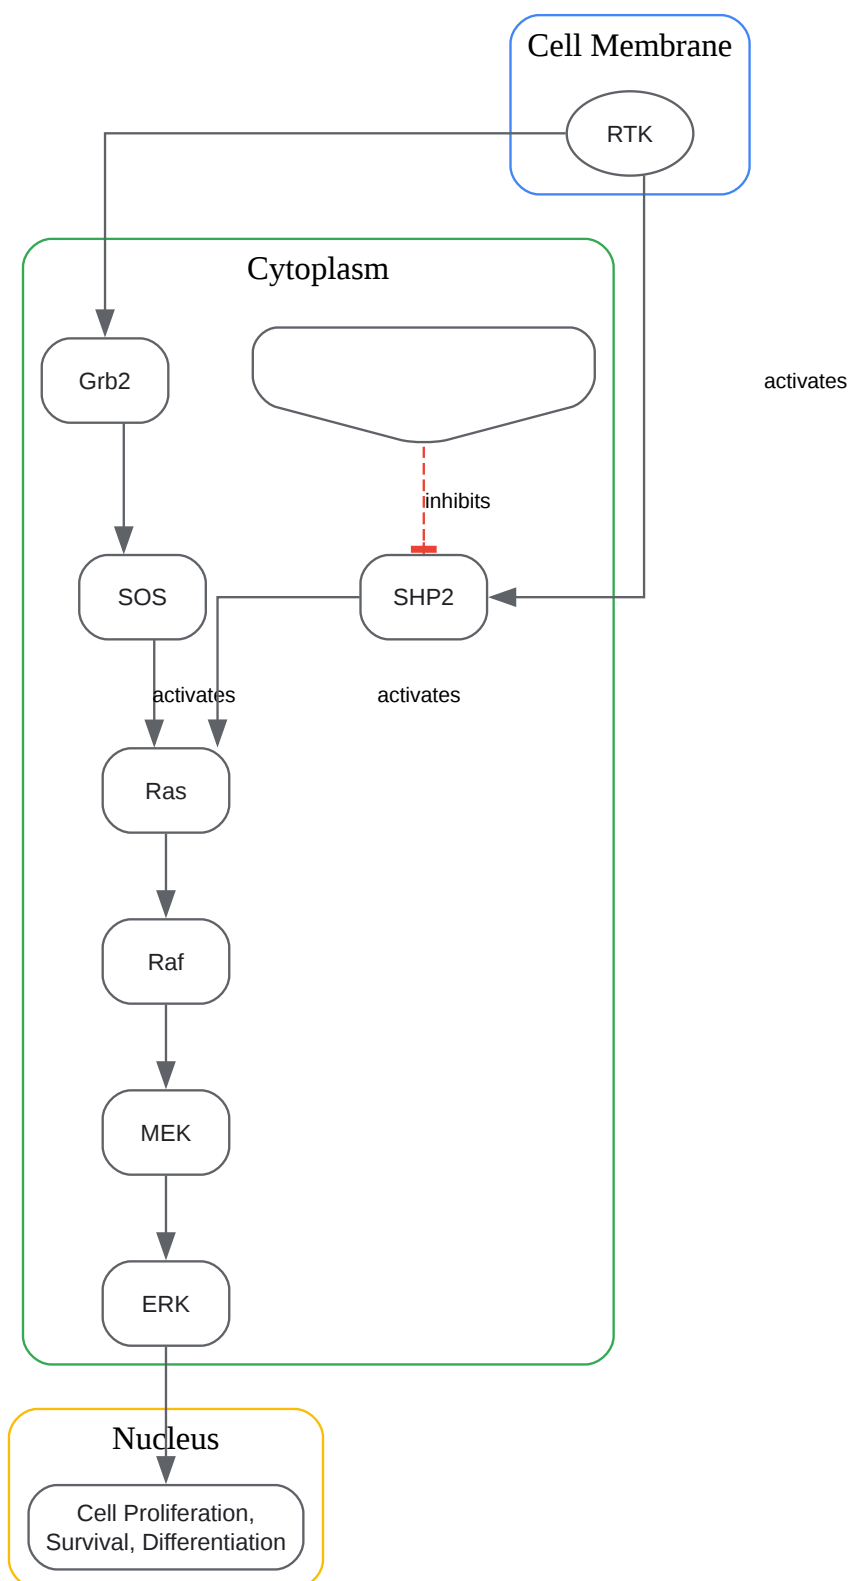 Cell Membrane
RTK
Cytoplasm
Grb2
activates
inhibits
SOS
SHP2
activates
activates
Ras
Raf
MEK
ERK
Nucleus
Cell Proliferation,
Survival, Differentiation